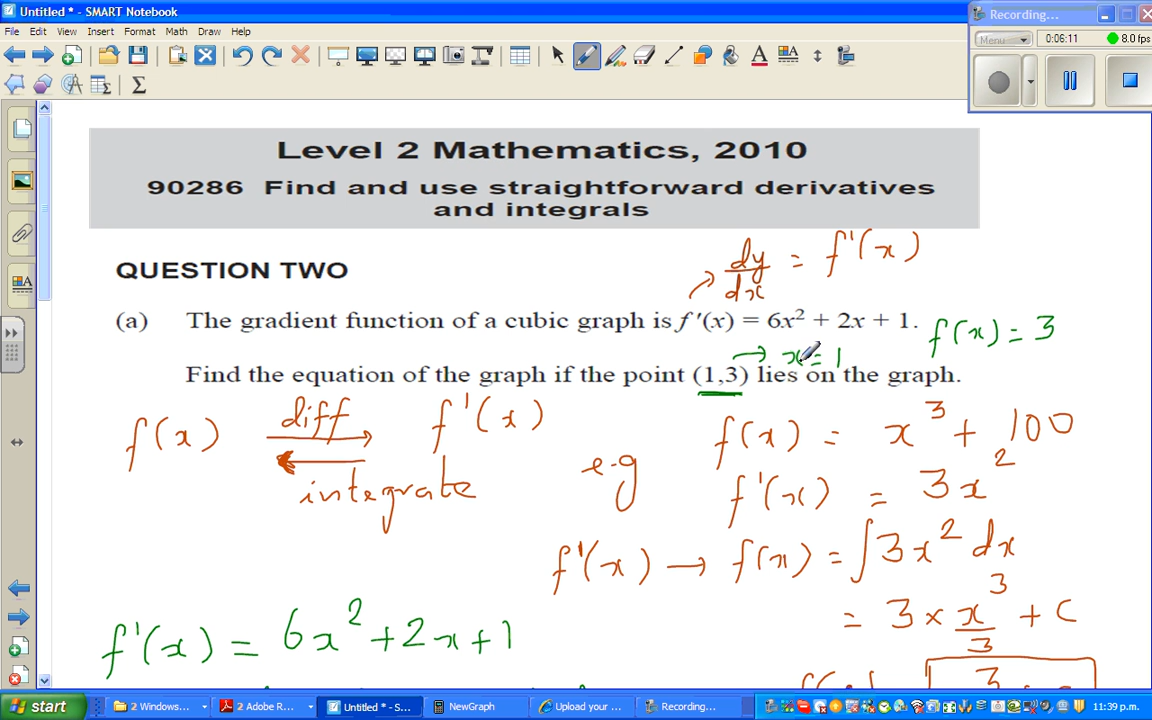 Untitled * - SMART Notebook
Recording...
File Edit View Insert Format Math Draw Help
Menu
0:06:11
8.0 fps
Level 2 Mathematics, 2010
90286 Find and use straightforward derivatives
and integrals
dy/dx = f'(x)
QUESTION TWO
(a) The gradient function of a cubic graph is f '(x) = 6x² + 2x + 1.
f(x) = 3
→ x = 1
Find the equation of the graph if the point (1,3) lies on the graph.
f(x) diff f'(x)
integrate
e-g f(x) = x³ + 100
f'(x) = 3x²
f'(x) → f(x) = ∫3x² dx
= 3 × x³/3 + C
f'(x) = 6x² + 2x + 1
start
2 Windows...
2 Adobe R...
Untitled * - S...
NewGraph
Upload your ...
Recording...
11:39 p.m.